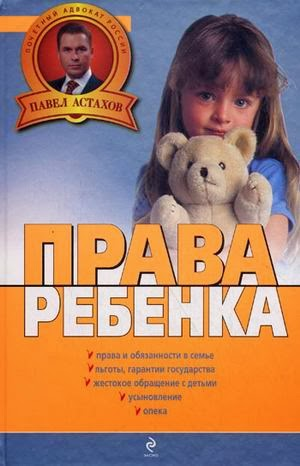 ПОЧЕТНЫЙ АДВОКАТ РОССИИ
ПАВЕЛ АСТАХОВ
ПРАВА
РЕБЕНКА
права и обязанности в семье
льготы, гарантии государства
жестокое обращение с детьми
усыновление
опека
ЭКСМО